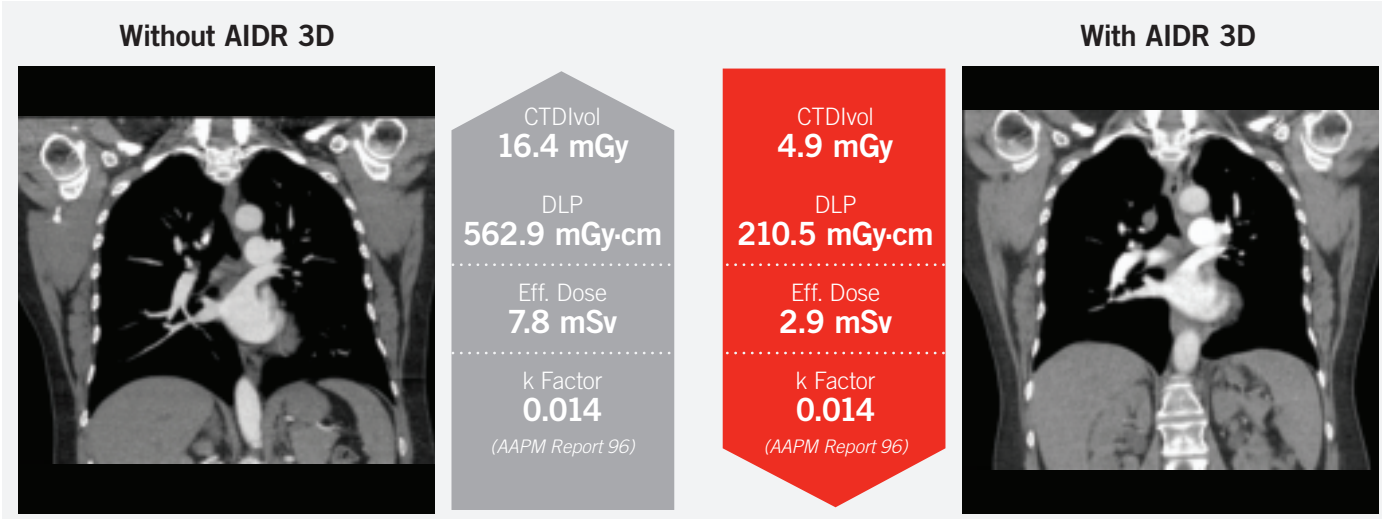 Without AIDR 3D
With AIDR 3D
CTDIvol
16.4 mGy
DLP
562.9 mGy·cm
Eff. Dose
7.8 mSv
k Factor
0.014
(AAPM Report 96)
CTDIvol
4.9 mGy
DLP
210.5 mGy·cm
Eff. Dose
2.9 mSv
k Factor
0.014
(AAPM Report 96)